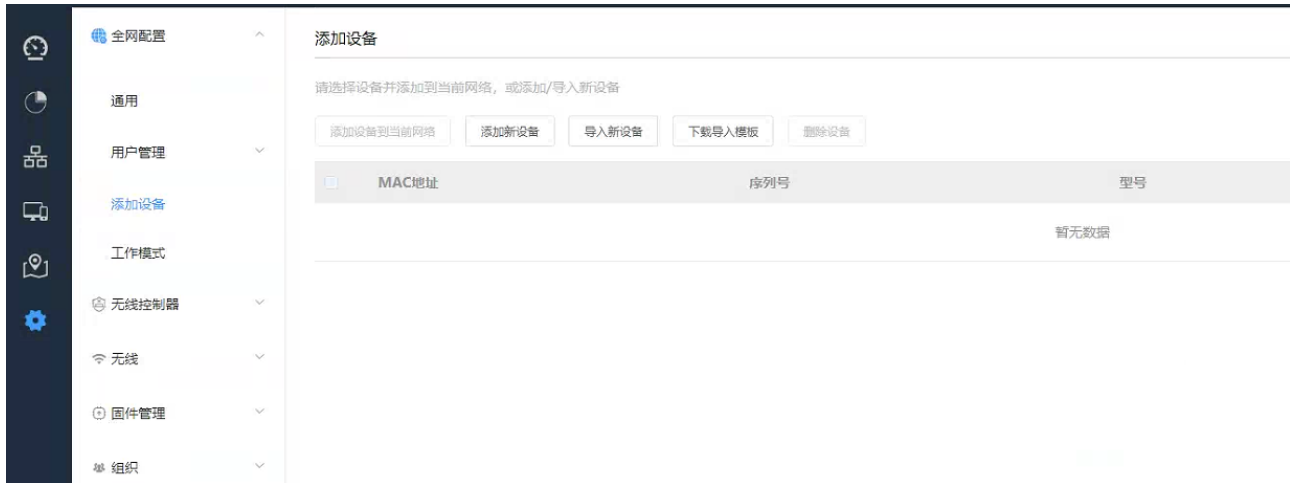 全网配置
通用
用户管理
添加设备
工作模式
无线控制器
无线
固件管理
组织
添加设备
请选择设备并添加到当前网络，或添加/导入新设备
添加设备到当前网络 添加新设备 导入新设备 下载导入模板 删除设备
MAC地址 序列号 型号
暂无数据